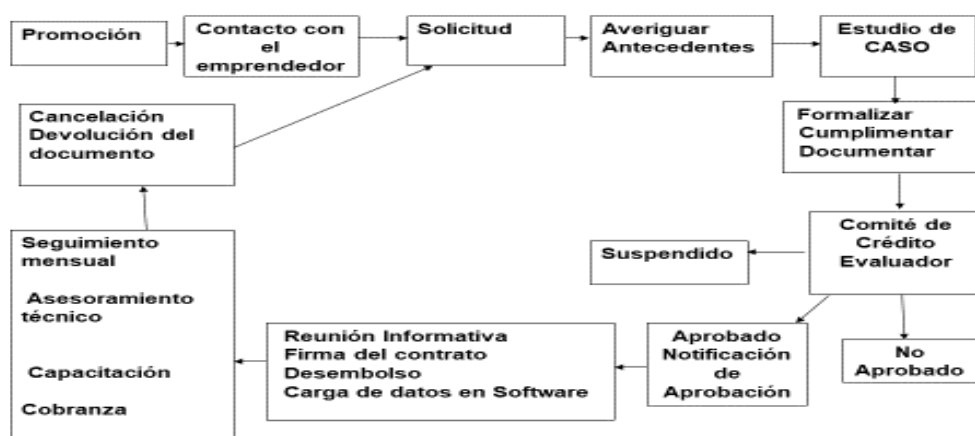 Promoción
Contacto con
el
emprendedor
Solicitud
Averiguar
Antecedentes
Estudio de
CASO
Formalizar
Cumplimentar
Documentar
Comité de
Crédito
Evaluador
Suspendido
No
Aprobado
Aprobado
Notificación
de
Aprobación
Reunión Informativa
Firma del contrato
Desembolso
Carga de datos en Software
Seguimiento
mensual
Asesoramiento
técnico
Capacitación
Cobranza
Cancelación
Devolución del
documento